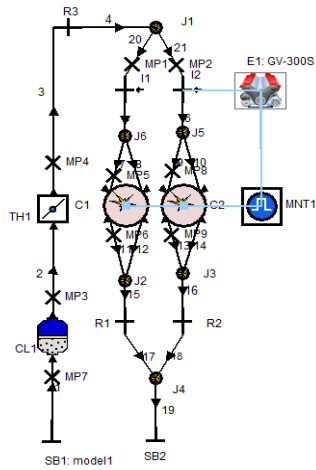 R3
4
J1
20
21
MP1
MP2
E1: GV-300S
I1
I2
3
J6
J5
MP4
7
8
10
MP5
MP8
C1
C2
TH1
MNT1
MP6
MP9
11
12
13
14
2
J2
J3
15
16
MP3
R1
R2
CL1
17
18
MP7
1
J4
19
SB1: model1
SB2